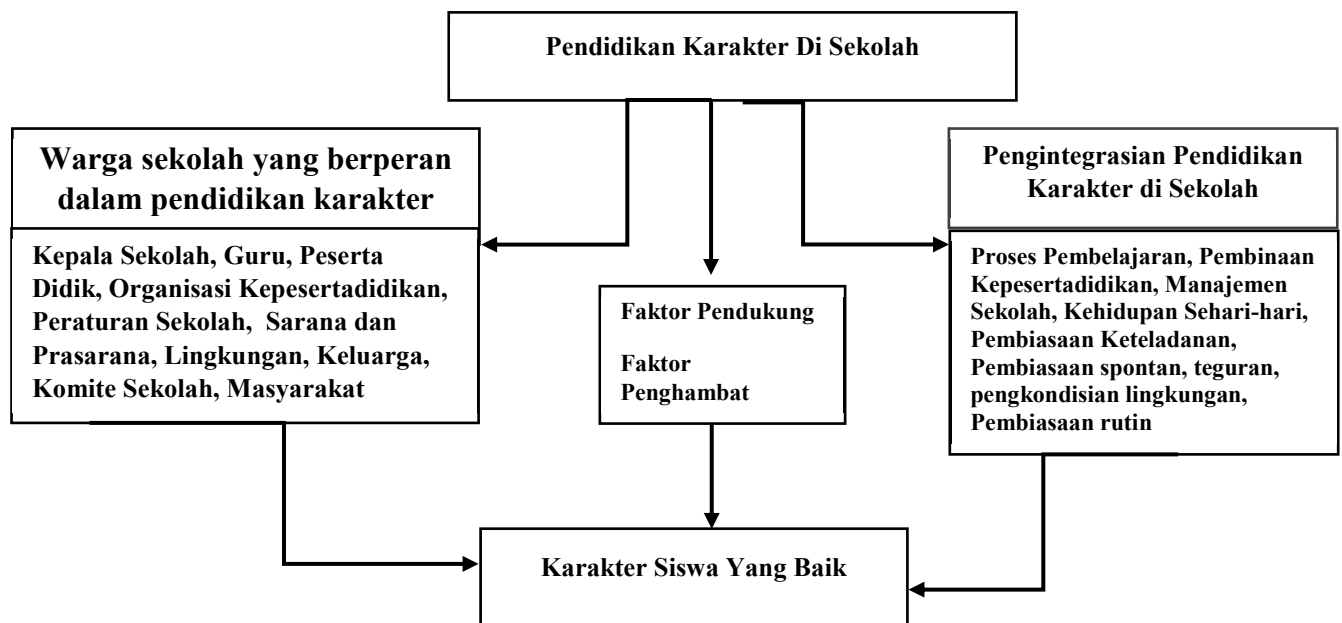 Pendidikan Karakter Di Sekolah
Warga sekolah yang berperan
dalam pendidikan karakter
Kepala Sekolah, Guru, Peserta
Didik, Organisasi Kepesertadidikan,
Peraturan Sekolah, Sarana dan
Prasarana, Lingkungan, Keluarga,
Komite Sekolah, Masyarakat
Faktor Pendukung
Faktor
Penghambat
Pengintegrasian Pendidikan
Karakter di Sekolah
Proses Pembelajaran, Pembinaan
Kepesertadidikan, Manajemen
Sekolah, Kehidupan Sehari-hari,
Pembiasaan Keteladanan,
Pembiasaan spontan, teguran,
pengkondisian lingkungan,
Pembiasaan rutin
Karakter Siswa Yang Baik